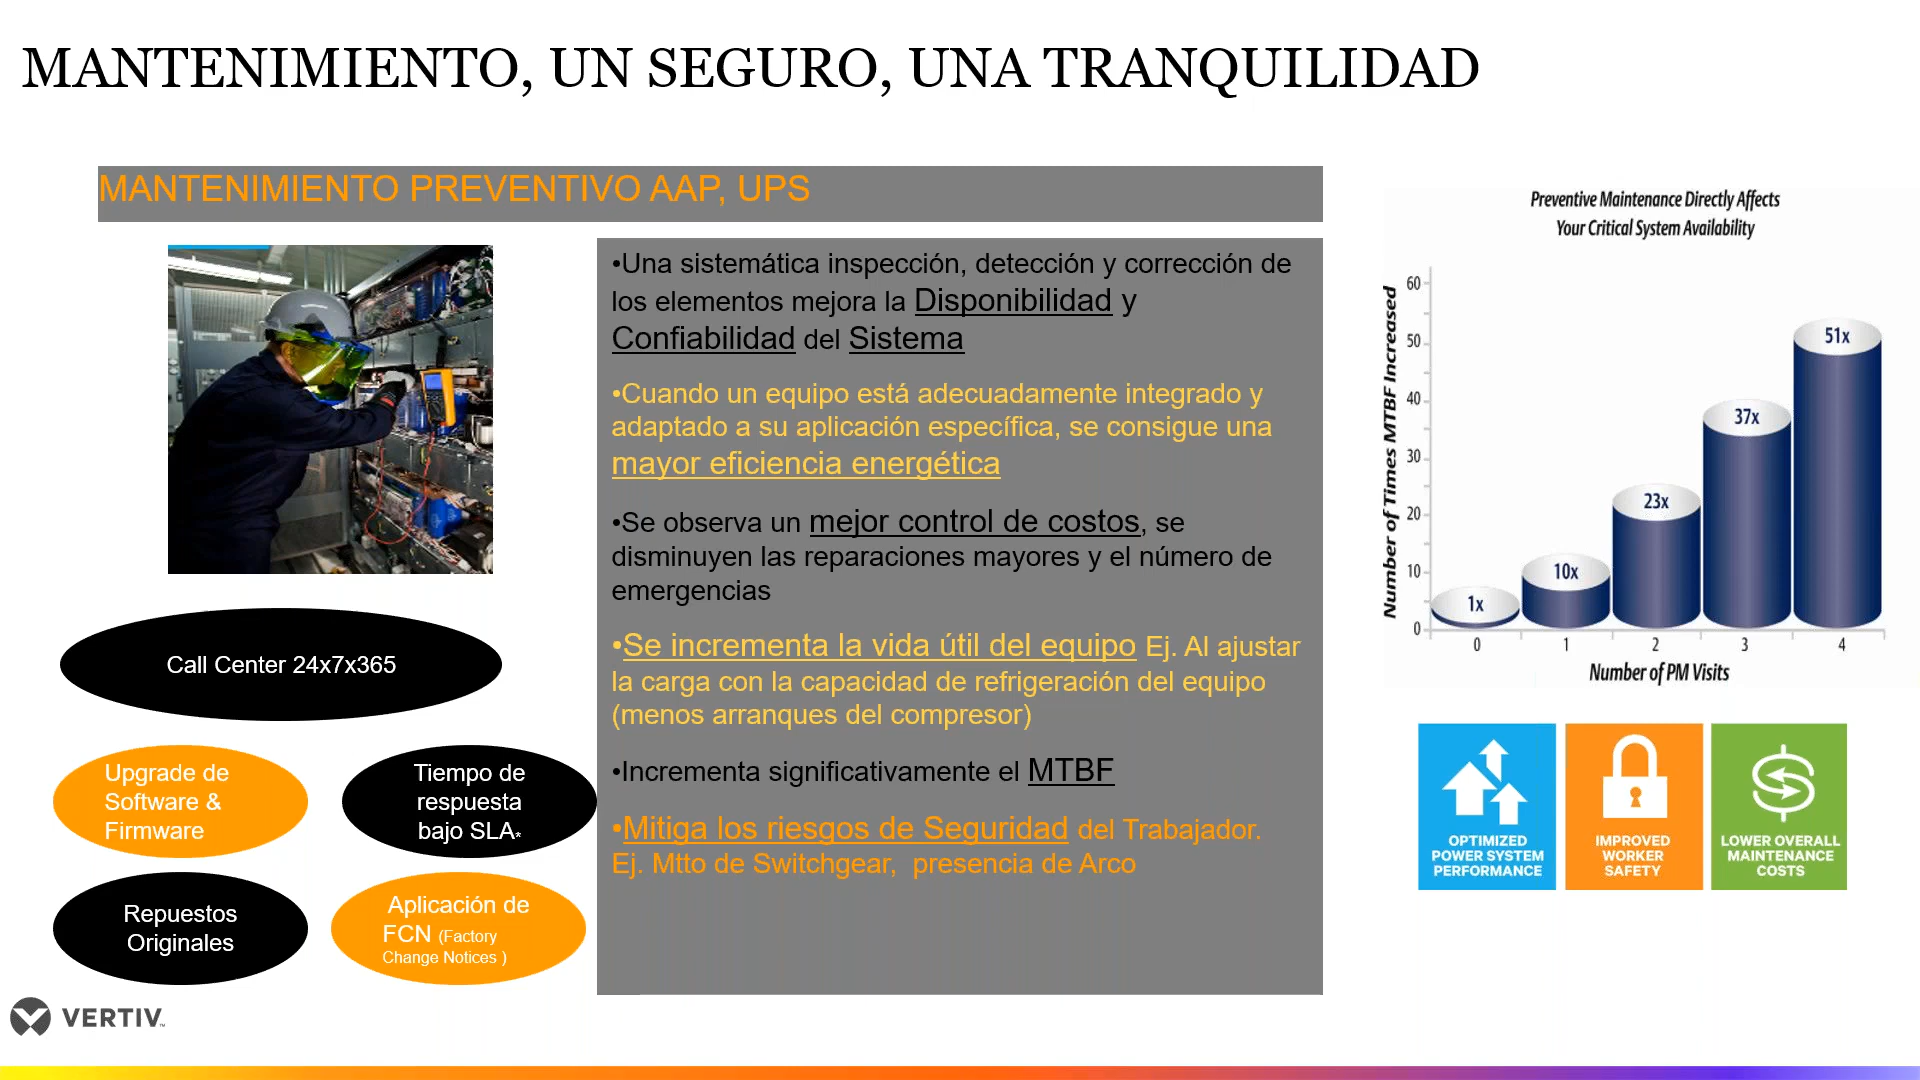 MANTENIMIENTO, UN SEGURO, UNA TRANQUILIDAD
MANTENIMIENTO PREVENTIVO AAP, UPS
•Una sistemática inspección, detección y corrección de
los elementos mejora la Disponibilidad y
Confiabilidad del Sistema
•Cuando un equipo está adecuadamente integrado y
adaptado a su aplicación específica, se consigue una
mayor eficiencia energética
•Se observa un mejor control de costos, se
disminuyen las reparaciones mayores y el número de
emergencias
•Se incrementa la vida útil del equipo Ej. Al ajustar
la carga con la capacidad de refrigeración del equipo
(menos arranques del compresor)
•Incrementa significativamente el MTBF
•Mitiga los riesgos de Seguridad del Trabajador.
Ej. Mtto de Switchgear, presencia de Arco
Call Center 24x7x365
Upgrade de
Software &
Firmware
Tiempo de
respuesta
bajo SLA*
Repuestos
Originales
Aplicación de
FCN (Factory
Change Notices )
Preventive Maintenance Directly Affects
Your Critical System Availability
Number of Times MTBF Increased
60
50
40
30
20
10
0
1x
10x
23x
37x
51x
0
1
2
3
4
Number of PM Visits
OPTIMIZED
POWER SYSTEM
PERFORMANCE
IMPROVED
WORKER
SAFETY
LOWER OVERALL
MAINTENANCE
COSTS
VERTIV™